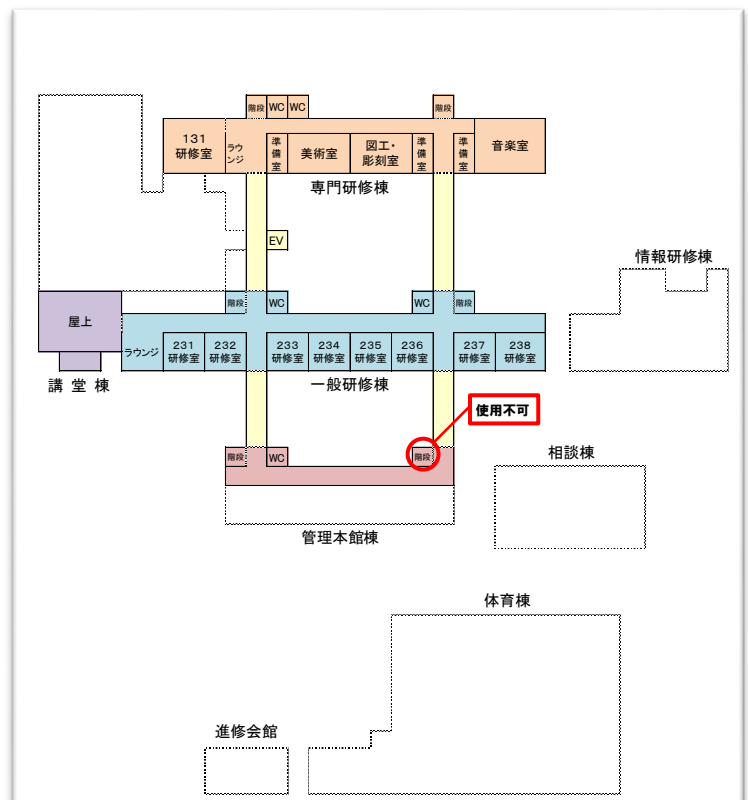 階段
WC
WC
階段
131
研修室
ラウ
ンジ
準
備
室
美術室
図工・
彫刻室
準
備
室
準
備
室
音楽室
専門研修棟
EV
情報研修棟
階段
WC
WC
階段
屋上
ラウンジ
231
研修室
232
研修室
233
研修室
234
研修室
235
研修室
236
研修室
237
研修室
238
研修室
講堂棟
一般研修棟
使用不可
階段
WC
階段
相談棟
管理本館棟
体育棟
進修会館